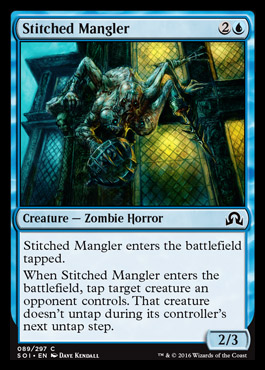 Stitched Mangler 2
Creature — Zombie Horror
Stitched Mangler enters the battlefield
tapped.
When Stitched Mangler enters the
battlefield, tap target creature an
opponent controls. That creature
doesn't untap during its controller's
next untap step.
2/3
089/297 C
SOI • EN Dave Kendall
™ & © 2016 Wizards of the Coast